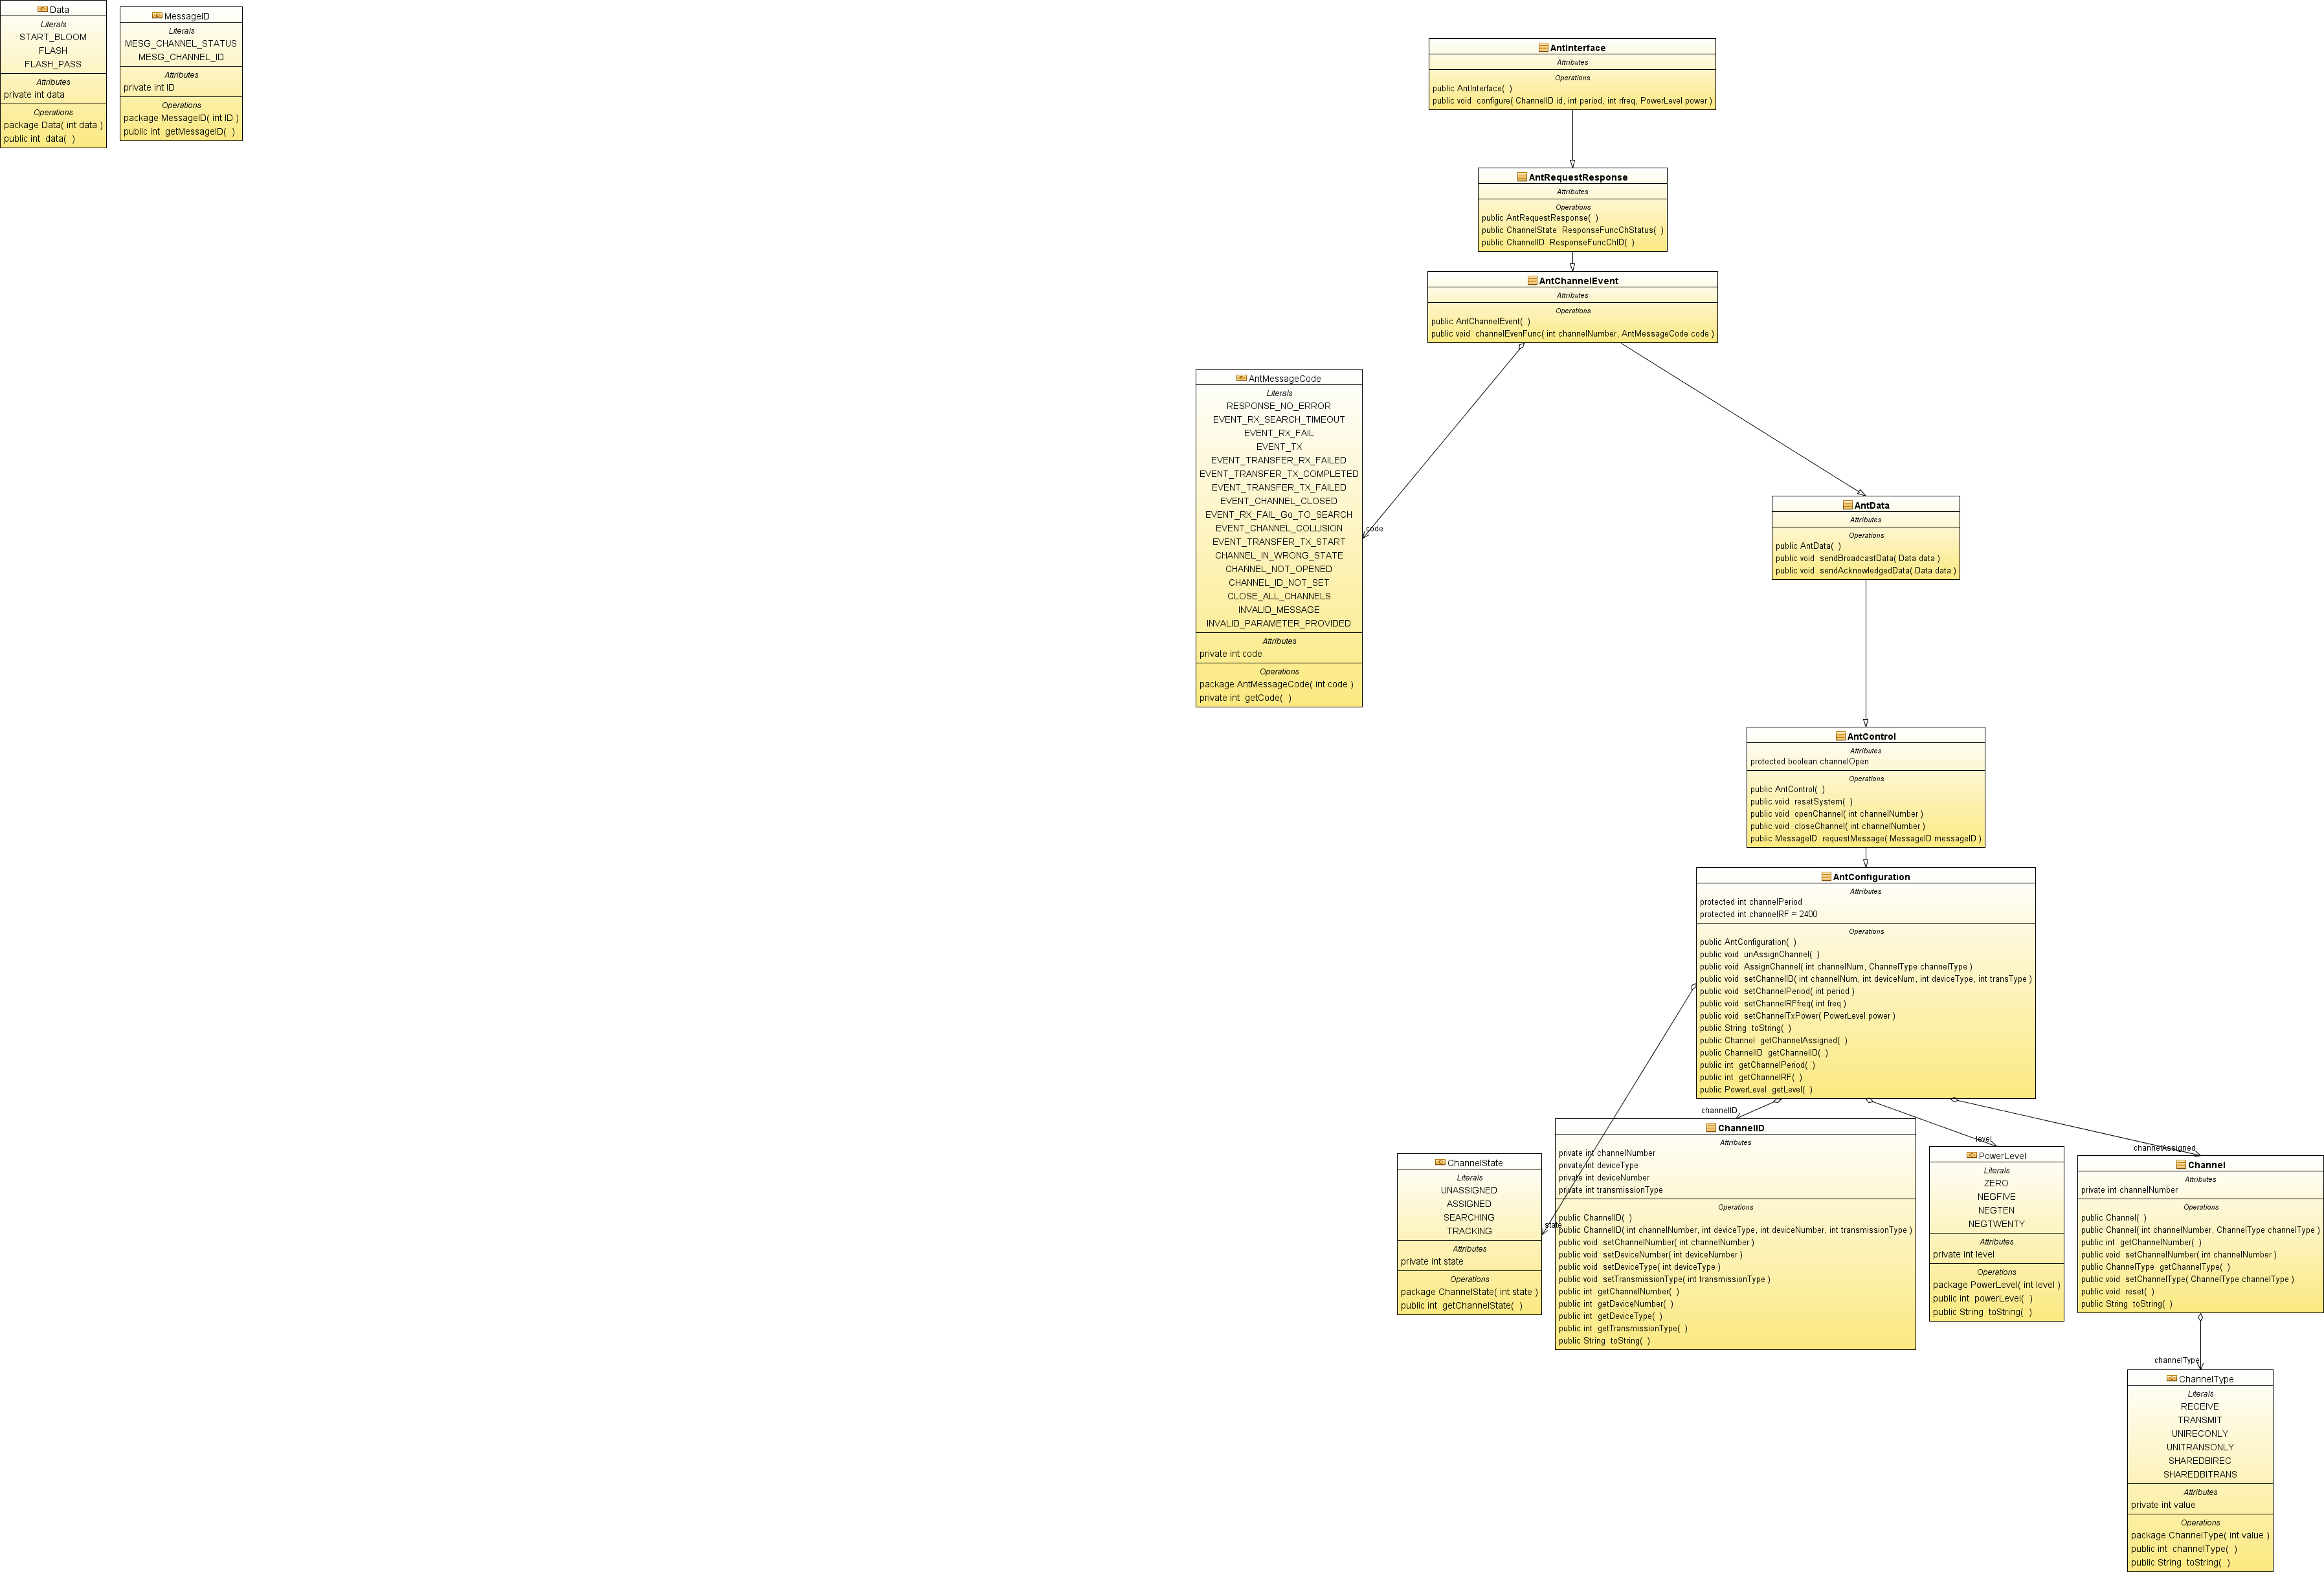 Data
Literals
START_BLOOM
FLASH
FLASH_PASS
Attributes
private int data
Operations
package Data( int data )
public int  data(  )
MessageID
Literals
MESG_CHANNEL_STATUS
MESG_CHANNEL_ID
Attributes
private int ID
Operations
package MessageID( int ID )
public int  getMessageID(  )
AntInterface
Attributes
Operations
public AntInterface(  )
public void  configure( ChannelID id, int period, int rfreq, PowerLevel power )
AntRequestResponse
Attributes
Operations
public AntRequestResponse(  )
public ChannelState  ResponseFuncChStatus(  )
public ChannelID  ResponseFuncChID(  )
AntChannelEvent
Attributes
Operations
public AntChannelEvent(  )
public void  channelEvenFunc( int channelNumber, AntMessageCode code )
AntMessageCode
Literals
RESPONSE_NO_ERROR
EVENT_RX_SEARCH_TIMEOUT
EVENT_RX_FAIL
EVENT_TX
EVENT_TRANSFER_RX_FAILED
EVENT_TRANSFER_TX_COMPLETED
EVENT_TRANSFER_TX_FAILED
EVENT_CHANNEL_CLOSED
EVENT_RX_FAIL_Go_TO_SEARCH
EVENT_CHANNEL_COLLISION
EVENT_TRANSFER_TX_START
CHANNEL_IN_WRONG_STATE
CHANNEL_NOT_OPENED
CHANNEL_ID_NOT_SET
CLOSE_ALL_CHANNELS
INVALID_MESSAGE
INVALID_PARAMETER_PROVIDED
Attributes
private int code
Operations
package AntMessageCode( int code )
private int  getCode(  )
code
AntData
Attributes
Operations
public AntData(  )
public void  sendBroadcastData( Data data )
public void  sendAcknowledgedData( Data data )
AntControl
Attributes
protected boolean channelOpen
Operations
public AntControl(  )
public void  resetSystem(  )
public void  openChannel( int channelNumber )
public void  closeChannel( int channelNumber )
public MessageID  requestMessage( MessageID messageID )
AntConfiguration
Attributes
protected int channelPeriod
protected int channelRF = 2400
Operations
public AntConfiguration(  )
public void  unAssignChannel(  )
public void  AssignChannel( int channelNum, ChannelType channelType )
public void  setChannelID( int channelNum, int deviceNum, int deviceType, int transType )
public void  setChannelPeriod( int period )
public void  setChannelRFfreq( int freq )
public void  setChannelTxPower( PowerLevel power )
public String  toString(  )
public Channel  getChannelAssigned(  )
public ChannelID  getChannelID(  )
public int  getChannelPeriod(  )
public int  getChannelRF(  )
public PowerLevel  getLevel(  )
channelID
level
channelAssigned
state
ChannelState
Literals
UNASSIGNED
ASSIGNED
SEARCHING
TRACKING
Attributes
private int state
Operations
package ChannelState( int state )
public int  getChannelState(  )
ChannelID
Attributes
private int channelNumber
private int deviceType
private int deviceNumber
private int transmissionType
Operations
public ChannelID(  )
public ChannelID( int channelNumber, int deviceType, int deviceNumber, int transmissionType )
public void  setChannelNumber( int channelNumber )
public void  setDeviceNumber( int deviceNumber )
public void  setDeviceType( int deviceType )
public void  setTransmissionType( int transmissionType )
public int  getChannelNumber(  )
public int  getDeviceNumber(  )
public int  getDeviceType(  )
public int  getTransmissionType(  )
public String  toString(  )
PowerLevel
Literals
ZERO
NEGFIVE
NEGTEN
NEGTWENTY
Attributes
private int level
Operations
package PowerLevel( int level )
public int  powerLevel(  )
public String  toString(  )
Channel
Attributes
private int channelNumber
Operations
public Channel(  )
public Channel( int channelNumber, ChannelType channelType )
public int  getChannelNumber(  )
public void  setChannelNumber( int channelNumber )
public ChannelType  getChannelType(  )
public void  setChannelType( ChannelType channelType )
public void  reset(  )
public String  toString(  )
channelType
ChannelType
Literals
RECEIVE
TRANSMIT
UNIRECONLY
UNITRANSONLY
SHAREDBIREC
SHAREDBITRANS
Attributes
private int value
Operations
package ChannelType( int value )
public int  channelType(  )
public String  toString(  )